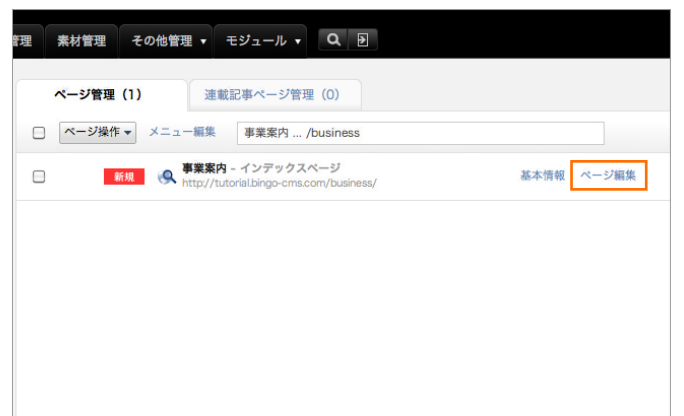 管理 素材管理 その他管理 ▼ モジュール ▼
ページ管理（1） 連載記事ページ管理（0）
ページ操作 ▼ メニュー編集 事業案内 ... /business
新規 事業案内 - インデックスページ 基本情報 ページ編集
http://tutorial.bingo-cms.com/business/